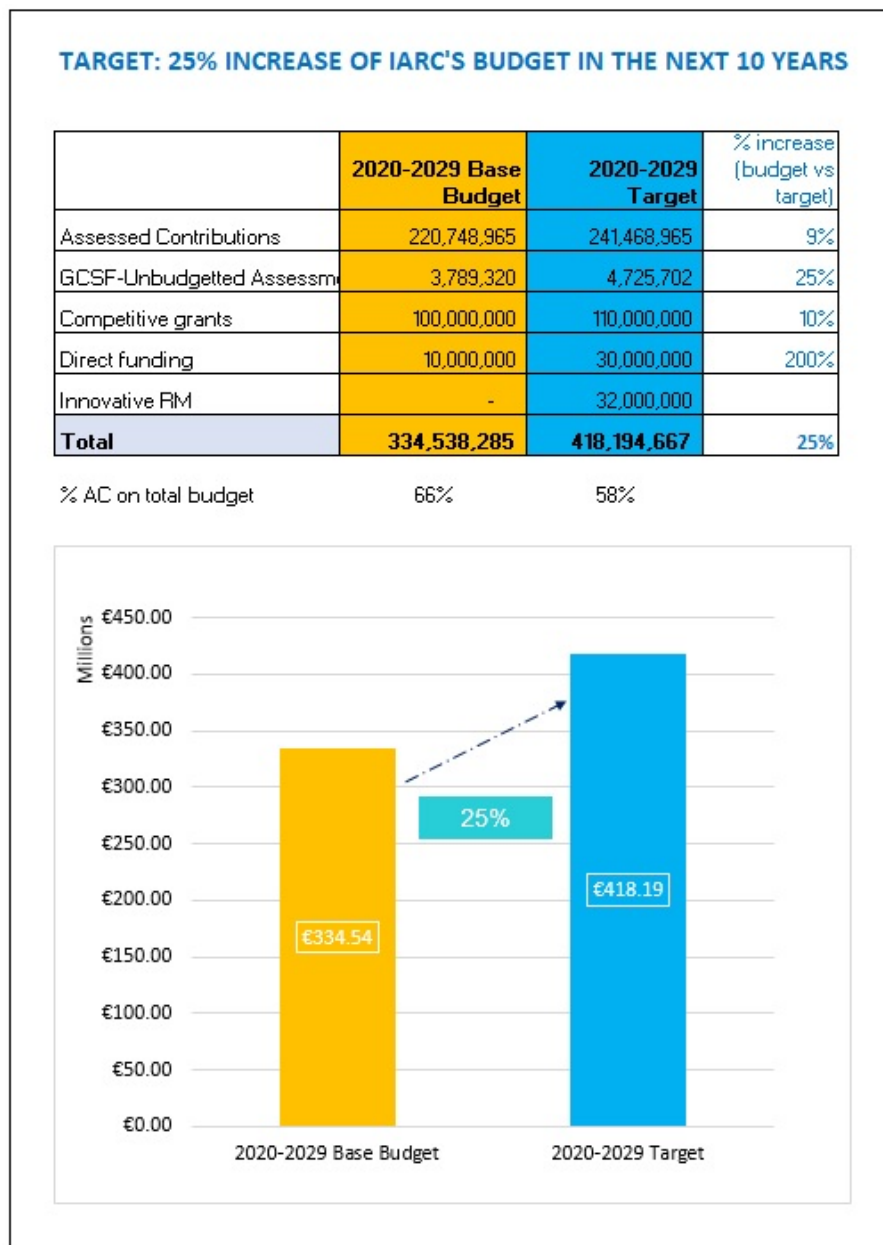 TARGET: 25% INCREASE OF IARC'S BUDGET IN THE NEXT 10 YEARS
2020-2029 Base Budget 2020-2029 Target % increase (budget vs target)
Assessed Contributions 220,748,965 241,468,965 9%
GCSF-Unbudgetted Assessm 3,789,320 4,725,702 25%
Competitive grants 100,000,000 110,000,000 10%
Direct funding 10,000,000 30,000,000 200%
Innovative RM - 32,000,000
Total 334,538,285 418,194,667 25%
% AC on total budget 66% 58%
Millions
€450.00
€400.00
€350.00
€300.00
€250.00
€200.00
€150.00
€100.00
€50.00
€0.00
25%
€418.19
€334.54
2020-2029 Base Budget 2020-2029 Target